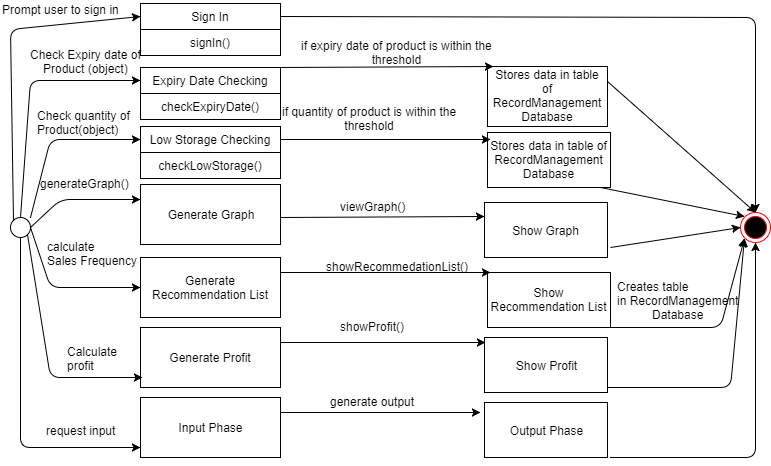 Prompt user to sign in
Sign In
signIn()
Check Expiry date of
Product (object)
Expiry Date Checking
checkExpiryDate()
if expiry date of product is within the
threshold
Stores data in table
of
RecordManagement
Database
Check quantity of
Product(object)
Low Storage Checking
checkLowStorage()
if quantity of product is within the
threshold
Stores data in table of
RecordManagement
Database
generateGraph()
Generate Graph
viewGraph()
Show Graph
calculate
Sales Frequency
Generate
Recommendation List
showRecommedationList()
Show
Recommendation List
Creates table
in RecordManagement
Database
Calculate
profit
Generate Profit
showProfit()
Show Profit
request input
Input Phase
generate output
Output Phase